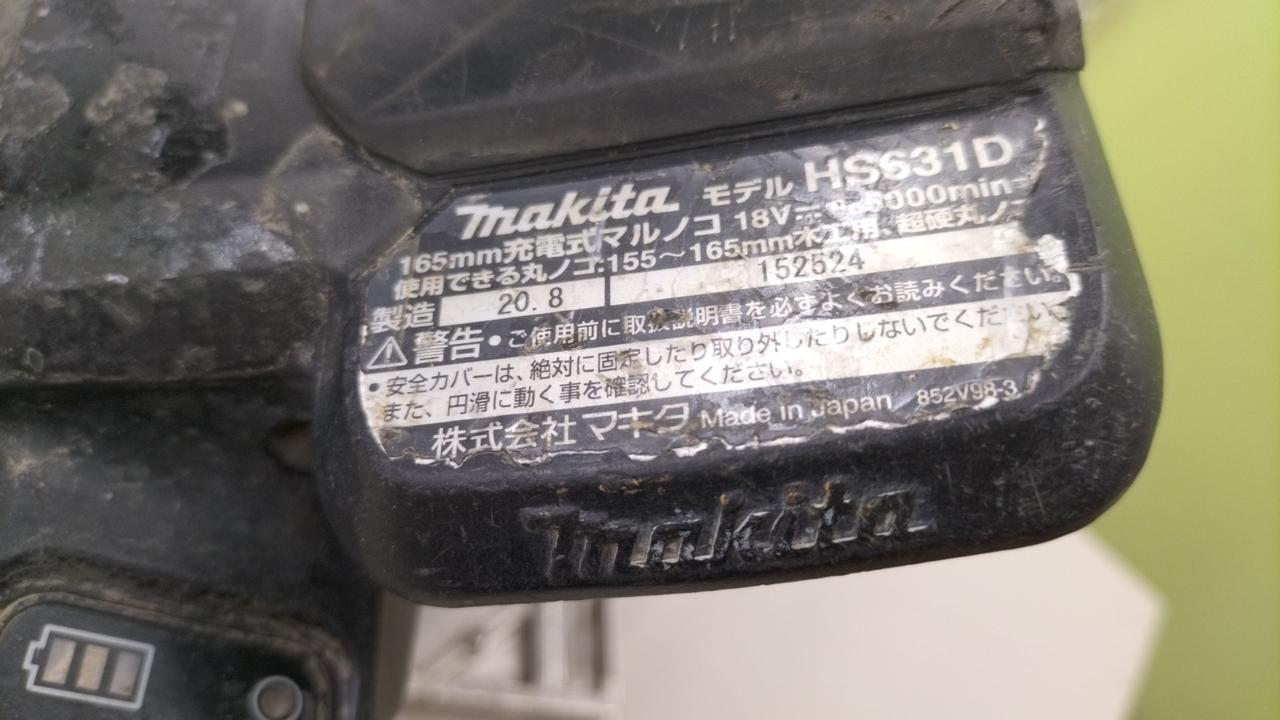 makita モデル HS631D
165mm充電式マルノコ 18V⎓ 5000min
使用できる丸ノコ:155～165mm木工用、超硬丸ノ
製造 20.8 152524
⚠警告・ご使用前に取扱説明書を必ずよくお読みください。
・安全カバーは、絶対に固定したり取り外したりしないでください
また、円滑に動く事を確認してください。
株式会社 マキタ Made in Japan 852V98-3
makita